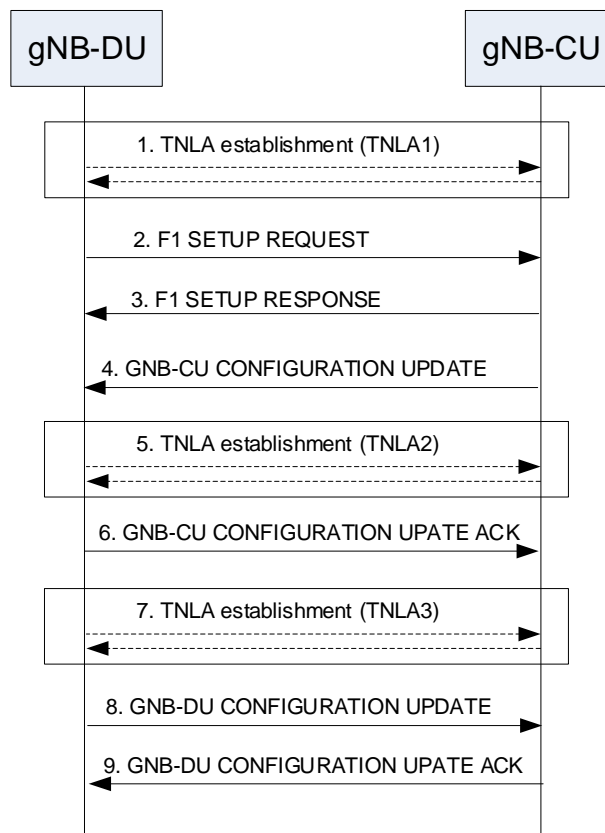 gNB-DU
gNB-CU
1. TNLA establishment (TNLA1)
2. F1 SETUP REQUEST
3. F1 SETUP RESPONSE
4. GNB-CU CONFIGURATION UPDATE
5. TNLA establishment (TNLA2)
6. GNB-CU CONFIGURATION UPATE ACK
7. TNLA establishment (TNLA3)
8. GNB-DU CONFIGURATION UPDATE
9. GNB-DU CONFIGURATION UPATE ACK